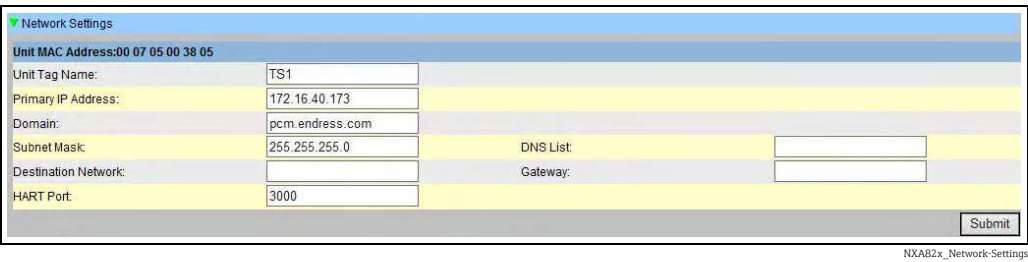 Network Settings
Unit MAC Address:00 07 05 00 38 05
Unit Tag Name: TS1
Primary IP Address: 172.16.40.173
Domain: pcm.endress.com
Subnet Mask: 255.255.255.0 DNS List:
Destination Network: Gateway:
HART Port: 3000
Submit
NXA82x_Network-Settings